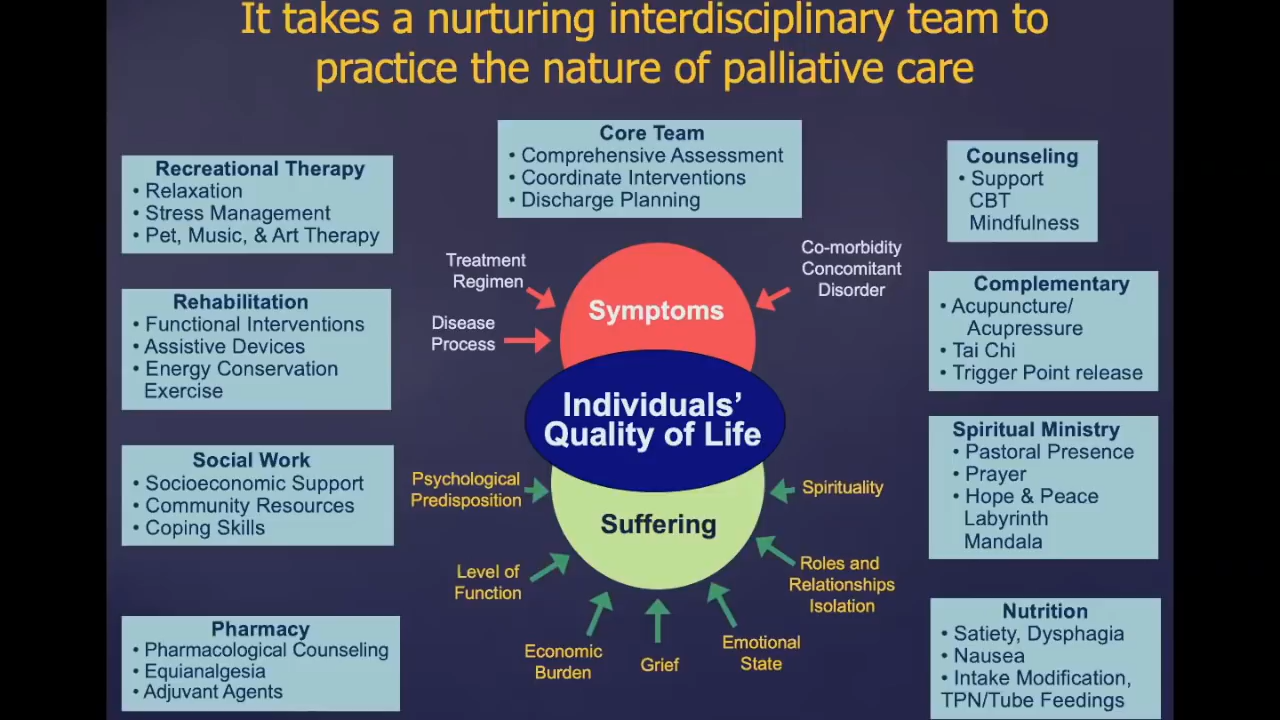 It takes a nurturing interdisciplinary team to
practice the nature of palliative care
Core Team
• Comprehensive Assessment
• Coordinate Interventions
• Discharge Planning
Recreational Therapy
• Relaxation
• Stress Management
• Pet, Music, & Art Therapy
Rehabilitation
• Functional Interventions
• Assistive Devices
• Energy Conservation
Exercise
Social Work
• Socioeconomic Support
• Community Resources
• Coping Skills
Pharmacy
• Pharmacological Counseling
• Equianalgesia
• Adjuvant Agents
Treatment
Regimen
Disease
Process
Co-morbidity
Concomitant
Disorder
Symptoms
Individuals’
Quality of Life
Suffering
Psychological
Predisposition
Level of
Function
Economic
Burden
Grief
Emotional
State
Roles and
Relationships
Isolation
Spirituality
Counseling
• Support
CBT
Mindfulness
Complementary
• Acupuncture/
Acupressure
• Tai Chi
• Trigger Point release
Spiritual Ministry
• Pastoral Presence
• Prayer
• Hope & Peace
Labyrinth
Mandala
Nutrition
• Satiety, Dysphagia
• Nausea
• Intake Modification,
TPN/Tube Feedings